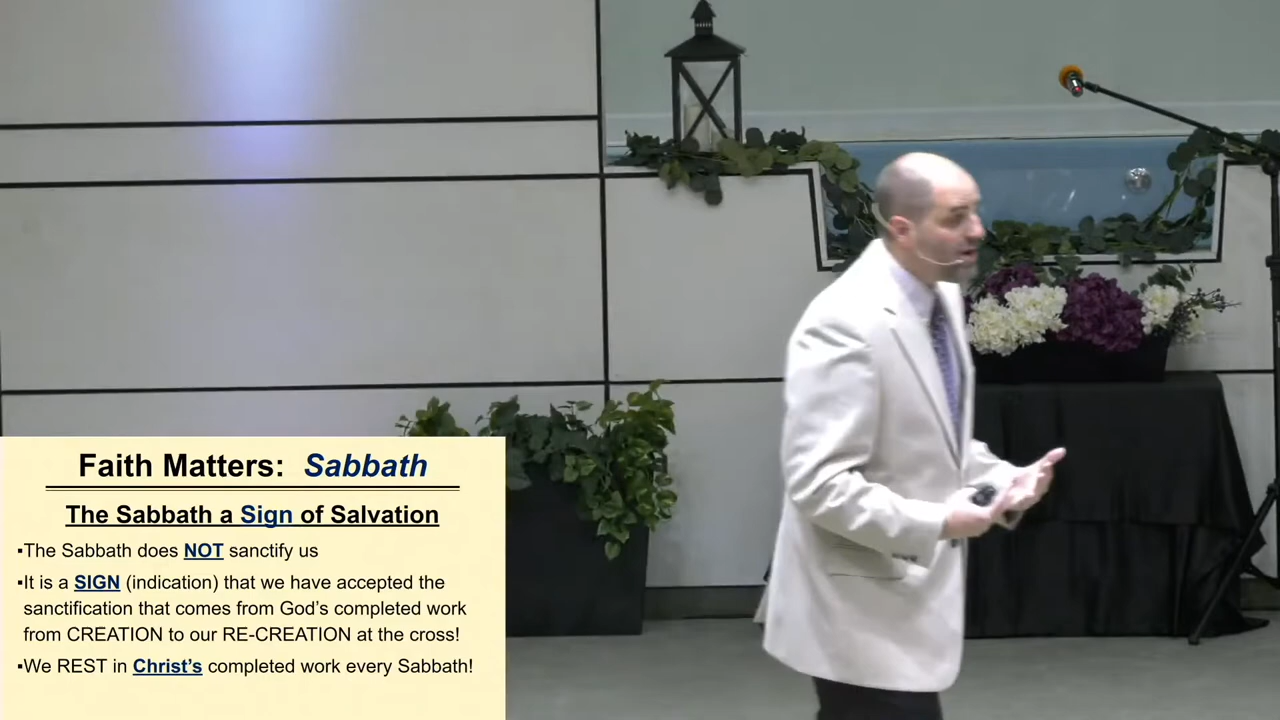 Faith Matters: Sabbath
The Sabbath a Sign of Salvation
▪The Sabbath does NOT sanctify us
▪It is a SIGN (indication) that we have accepted the
sanctification that comes from God’s completed work
from CREATION to our RE-CREATION at the cross!
▪We REST in Christ’s completed work every Sabbath!